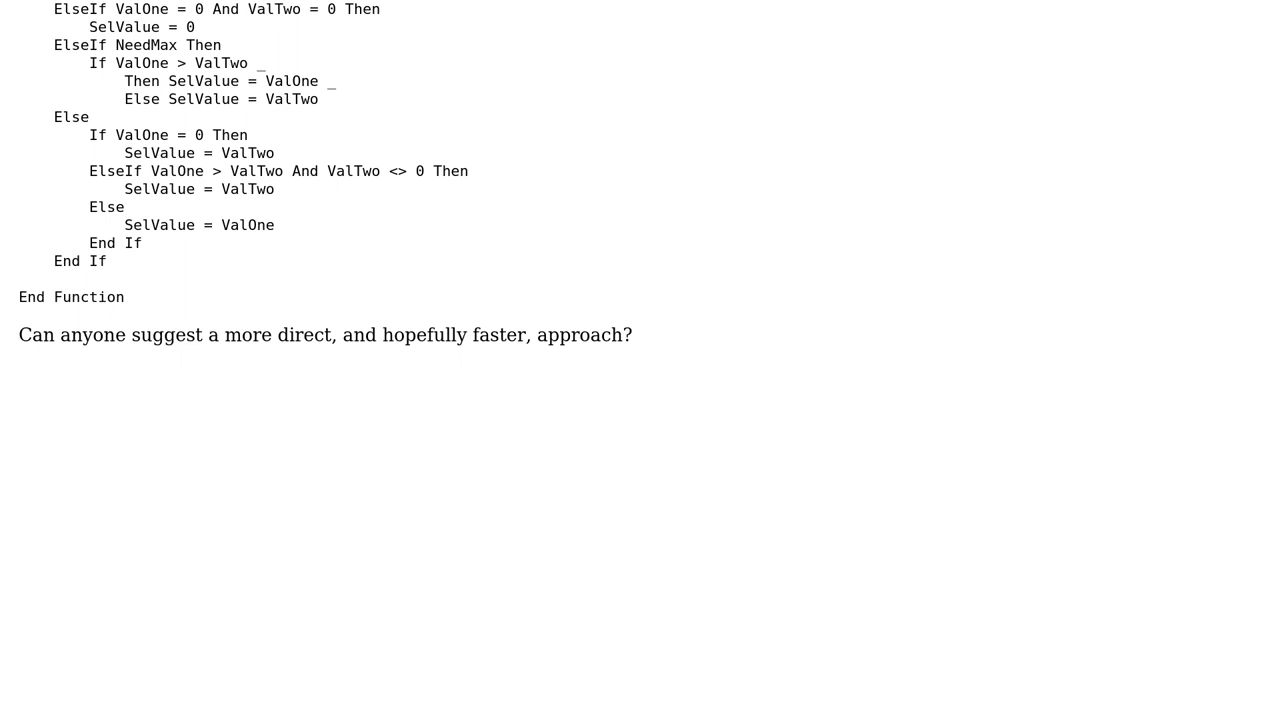 ElseIf ValOne = 0 And ValTwo = 0 Then
        SelValue = 0
    ElseIf NeedMax Then
        If ValOne > ValTwo _
            Then SelValue = ValOne _
            Else SelValue = ValTwo
    Else
        If ValOne = 0 Then
            SelValue = ValTwo
        ElseIf ValOne > ValTwo And ValTwo <> 0 Then
            SelValue = ValTwo
        Else
            SelValue = ValOne
        End If
    End If

End Function
Can anyone suggest a more direct, and hopefully faster, approach?